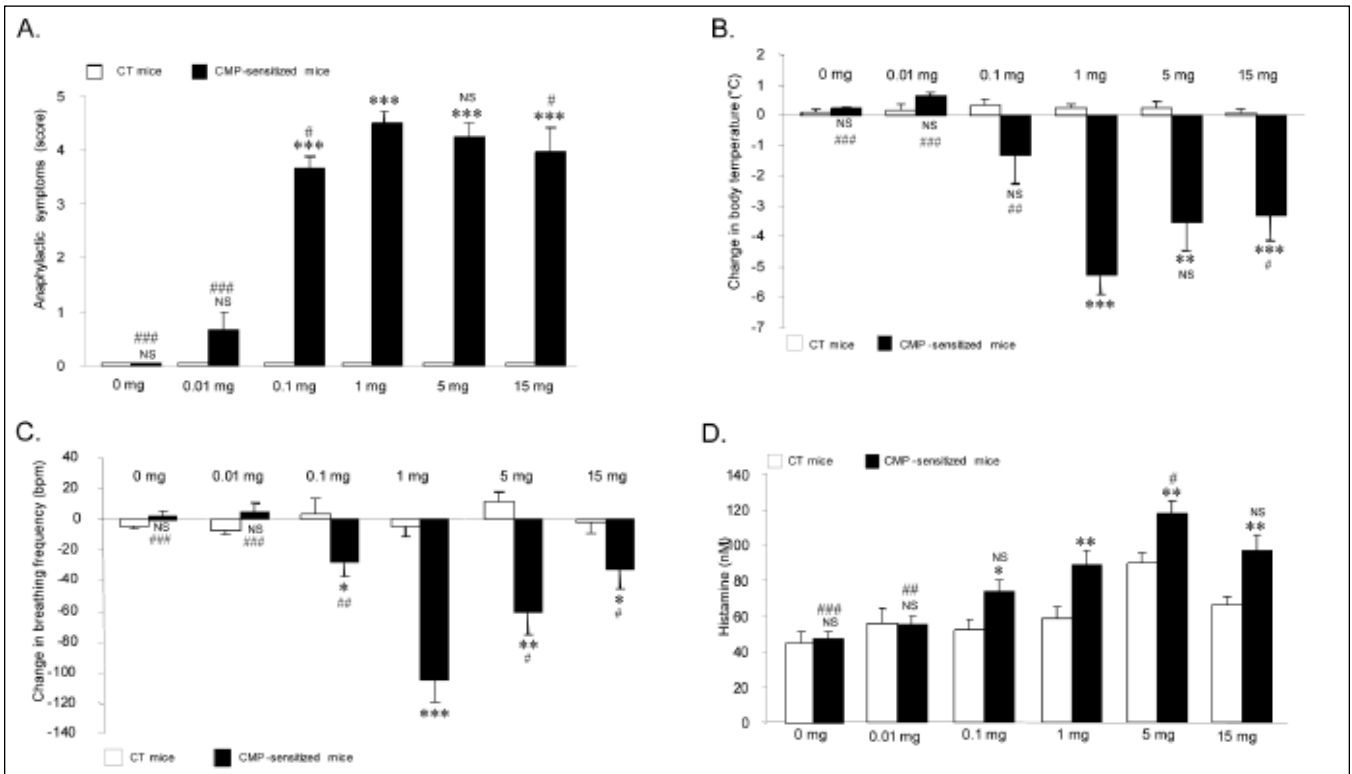 A.
CT mice CMP-sensitized mice
Anaphylactic symptoms (score)
5
4
3
2
1
0
###
NS
###
NS
#
***
***
NS
***
#
***
0 mg 0.01 mg 0.1 mg 1 mg 5 mg 15 mg
B.
Change in body temperature (°C)
2
1
0
-1
-2
-3
-4
-5
-6
-7
0 mg 0.01 mg 0.1 mg 1 mg 5 mg 15 mg
NS
###
NS
###
NS
##
***
**
NS
***
#
CT mice CMP-sensitized mice
C.
Change in breathing frequency (bpm)
40
20
0
-20
-40
-60
-80
-100
-120
-140
0 mg 0.01 mg 0.1 mg 1 mg 5 mg 15 mg
NS
###
NS
###
*
##
***
**
#
*
#
CT mice CMP-sensitized mice
D.
CT mice CMP-sensitized mice
Histamine (nM)
140
120
100
80
60
40
20
0
###
NS
##
NS
NS
*
**
#
**
NS
**
0 mg 0.01 mg 0.1 mg 1 mg 5 mg 15 mg